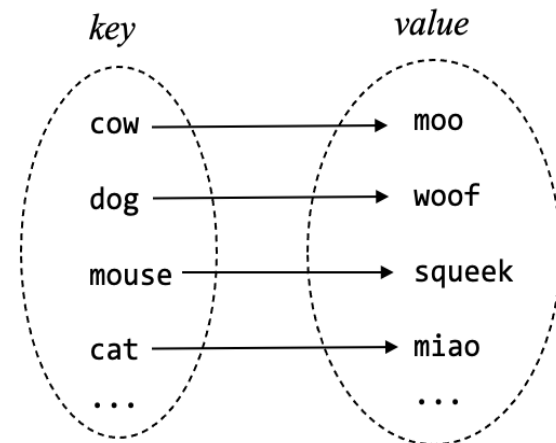 key value
cow moo
dog woof
mouse squeek
cat miao
... ...